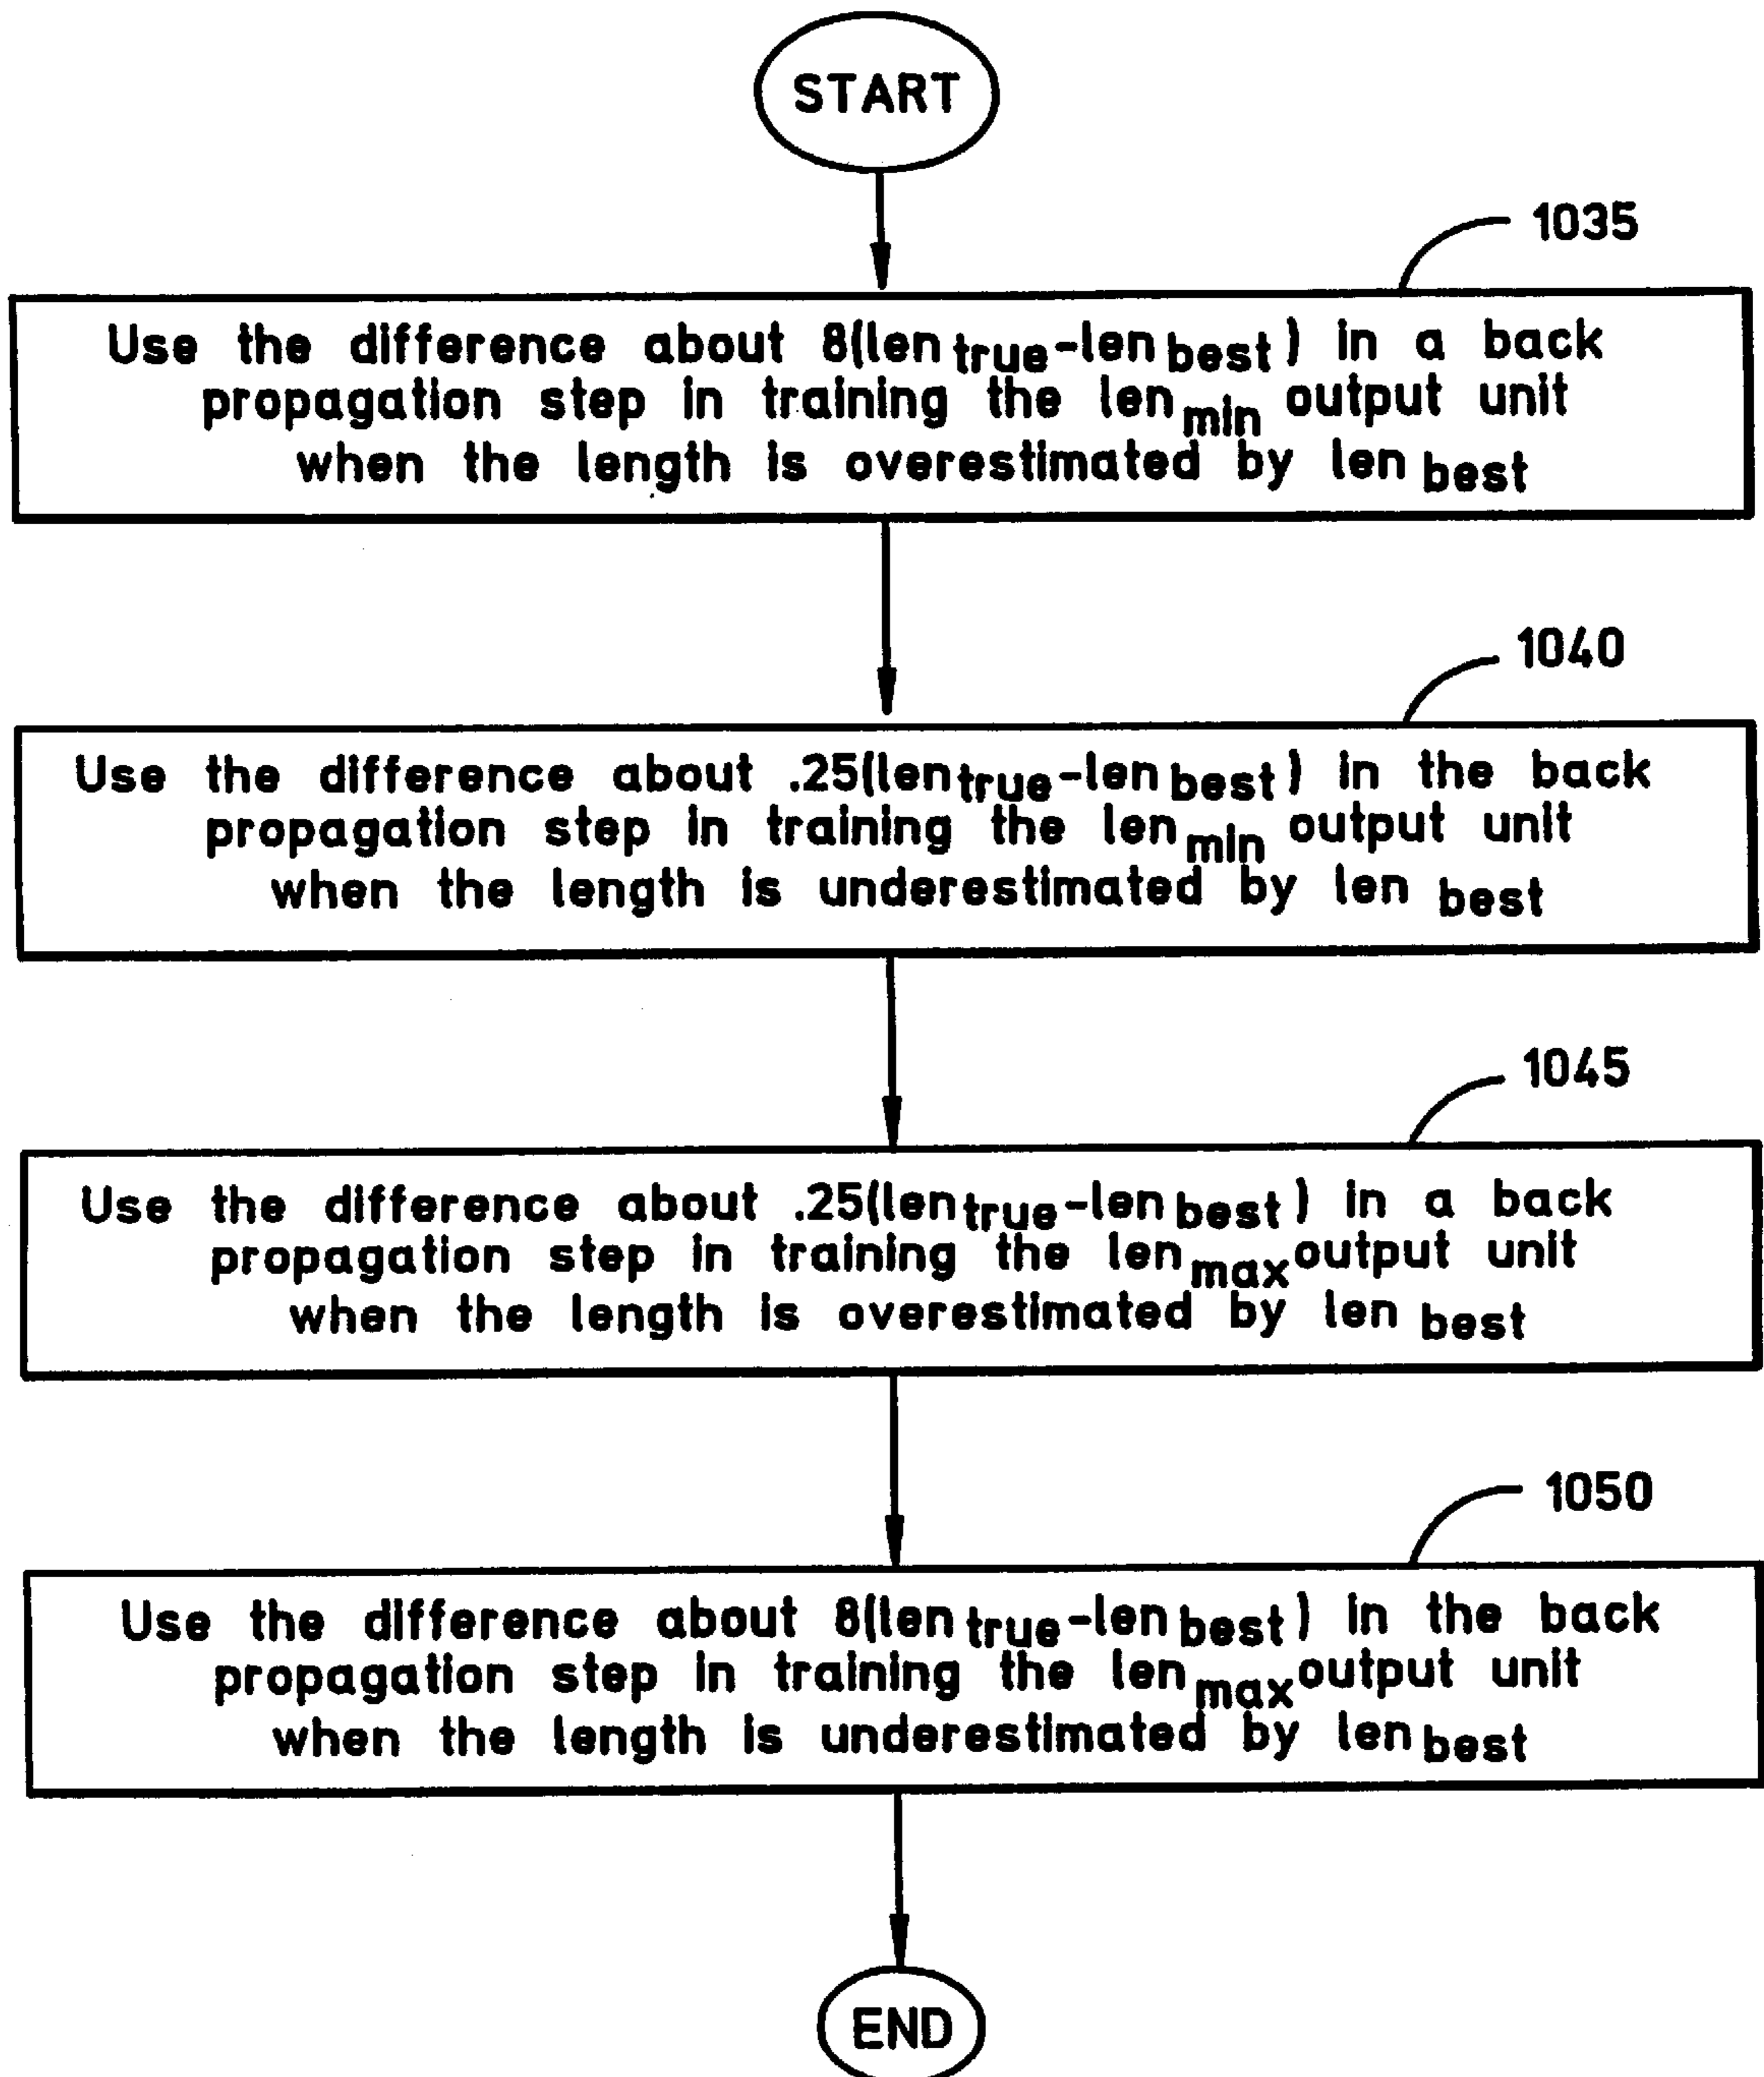 START
1035
Use the difference about 8(len true-len best) in a back
propagation step in training the len min output unit
when the length is overestimated by len best
1040
Use the difference about .25(len true-len best) in the back
propagation step in training the len min output unit
when the length is underestimated by len best
1045
Use the difference about .25(len true-len best) in a back
propagation step in training the len max output unit
when the length is overestimated by len best
1050
Use the difference about 8(len true-len best) in the back
propagation step in training the len max output unit
when the length is underestimated by len best
END